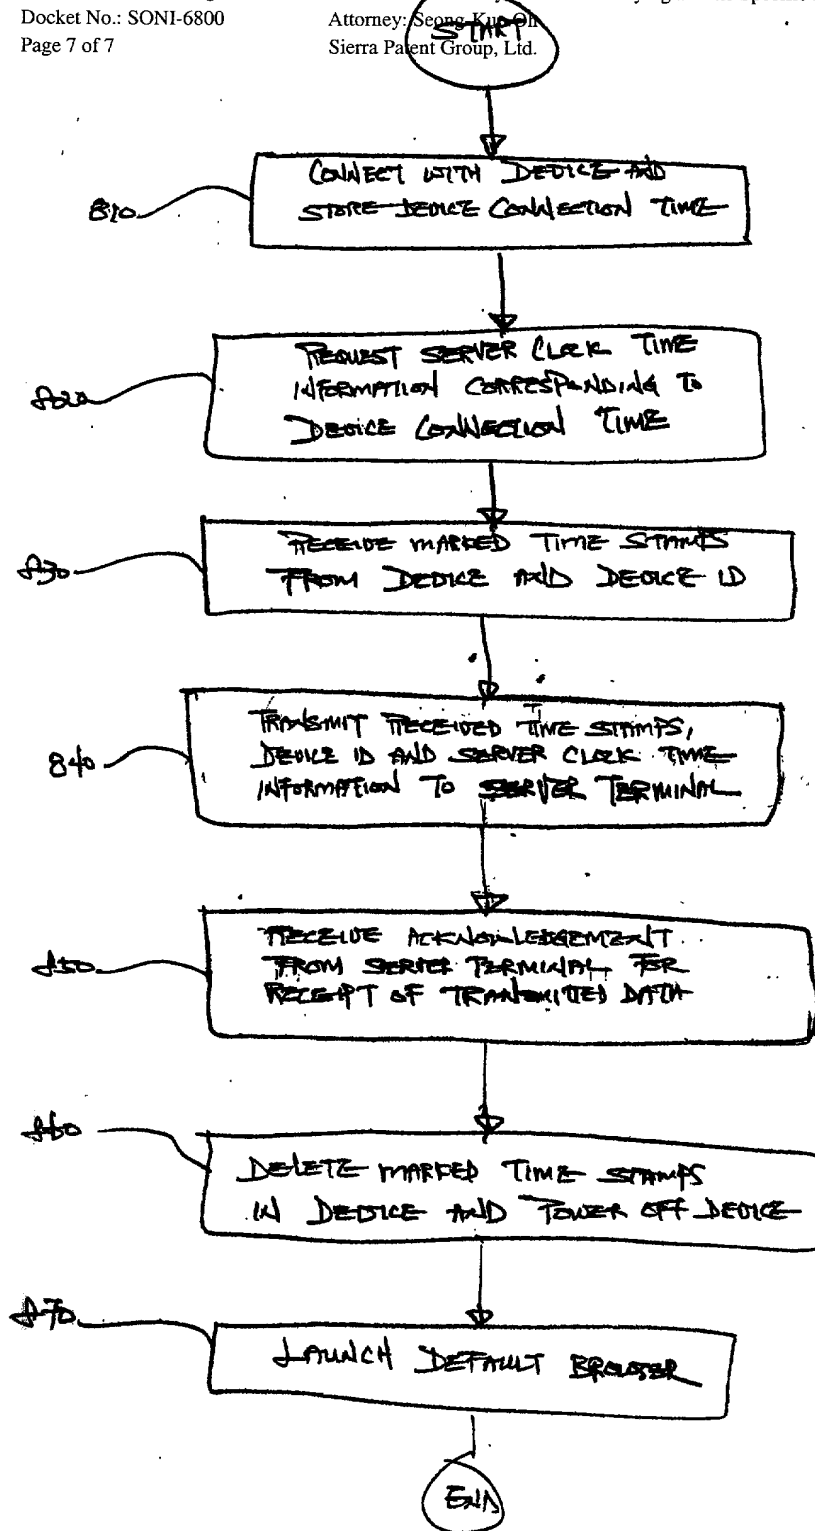 Docket No.: SONI-6800
Attorney: Seong-Kun Oh
Page 7 of 7
Sierra Patent Group, Ltd.
START
CONNECT WITH DEVICE AND
STORE DEVICE CONNECTION TIME
810
REQUEST SERVER CLOCK TIME
INFORMATION CORRESPONDING TO
DEVICE CONNECTION TIME
820
RECEIVE MARKED TIME STAMPS
FROM DEVICE AND DEVICE ID
830
TRANSMIT RECEIVED TIME STAMPS,
DEVICE ID AND SERVER CLOCK TIME
INFORMATION TO SERVER TERMINAL
840
RECEIVE ACKNOWLEDGEMENT
FROM SERVER TERMINAL FOR
RECEIPT OF TRANSMITTED DATA
850
860
DELETE MARKED TIME STAMPS
IN DEVICE AND POWER OFF DEVICE
870
LAUNCH DEFAULT BROWSER
END